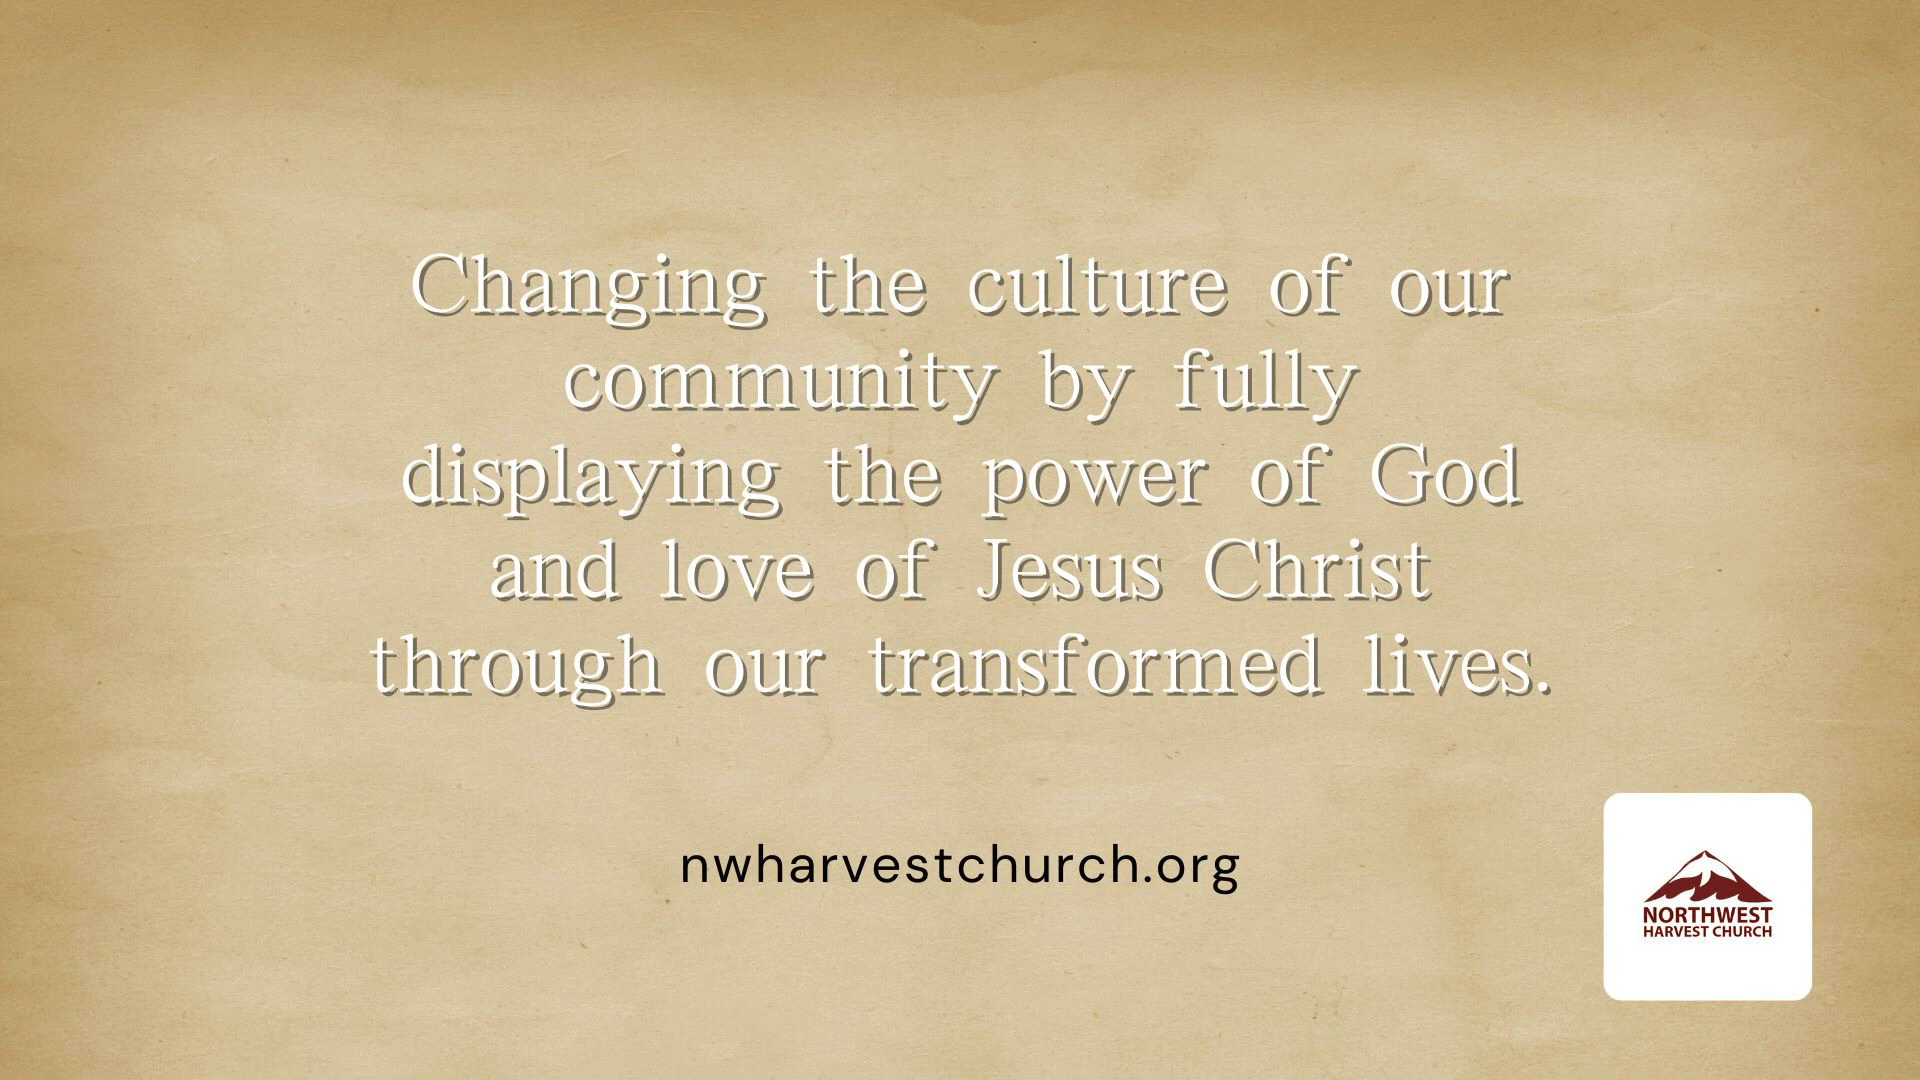 Changing the culture of our
community by fully
displaying the power of God
and love of Jesus Christ
through our transformed lives.
nwharvestchurch.org
NORTHWEST
HARVEST CHURCH